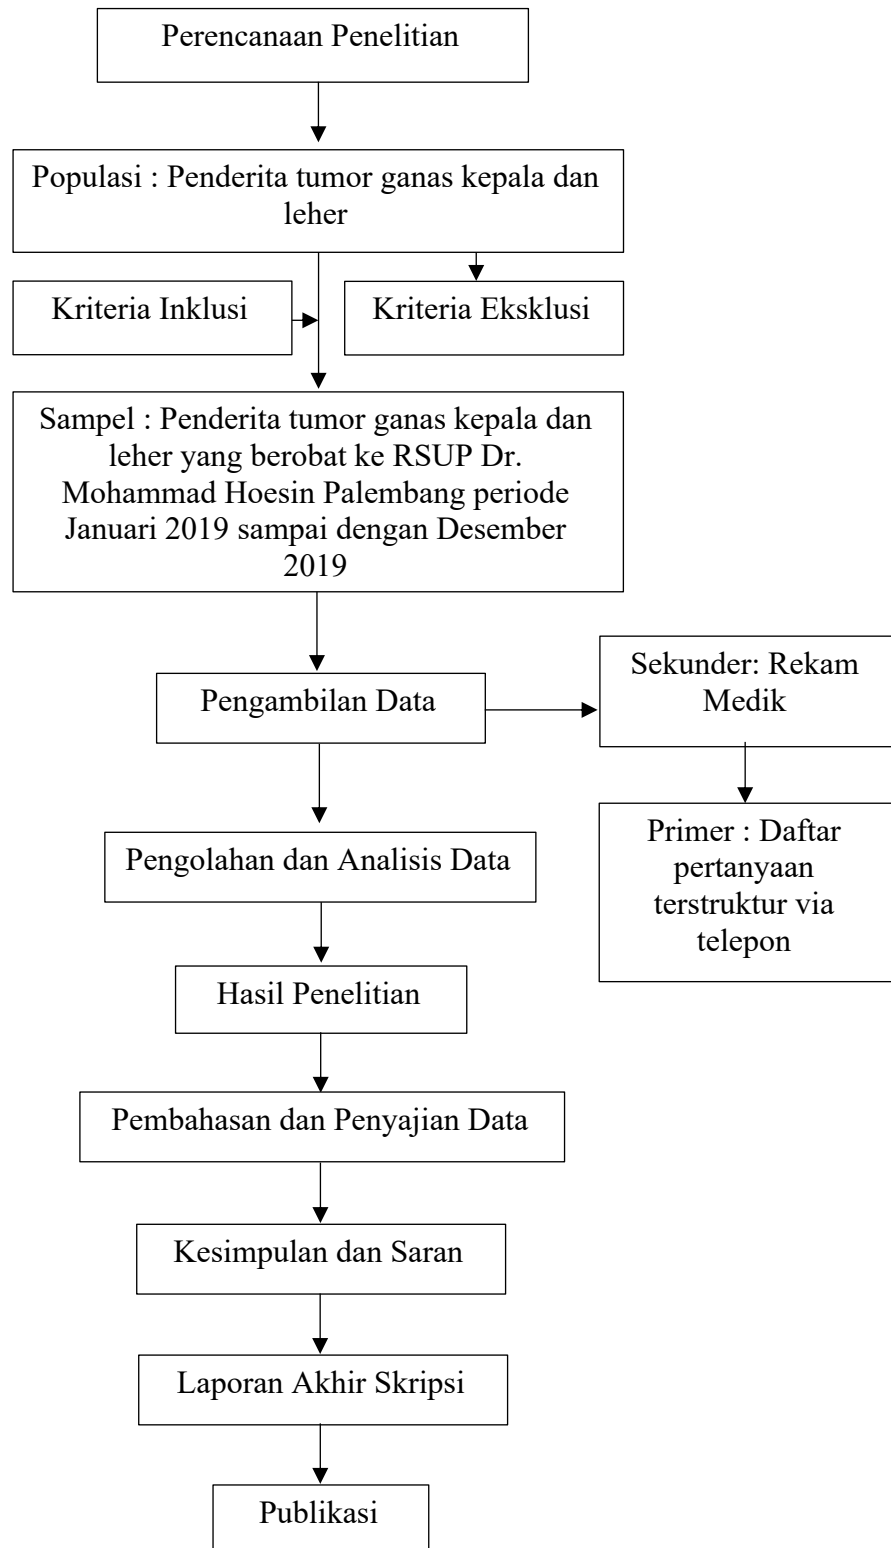 Perencanaan Penelitian
Populasi : Penderita tumor ganas kepala dan
leher
Kriteria Inklusi
Kriteria Eksklusi
Sampel : Penderita tumor ganas kepala dan
leher yang berobat ke RSUP Dr.
Mohammad Hoesin Palembang periode
Januari 2019 sampai dengan Desember
2019
Pengambilan Data
Sekunder: Rekam
Medik
Primer : Daftar
pertanyaan
terstruktur via
telepon
Pengolahan dan Analisis Data
Hasil Penelitian
Pembahasan dan Penyajian Data
Kesimpulan dan Saran
Laporan Akhir Skripsi
Publikasi